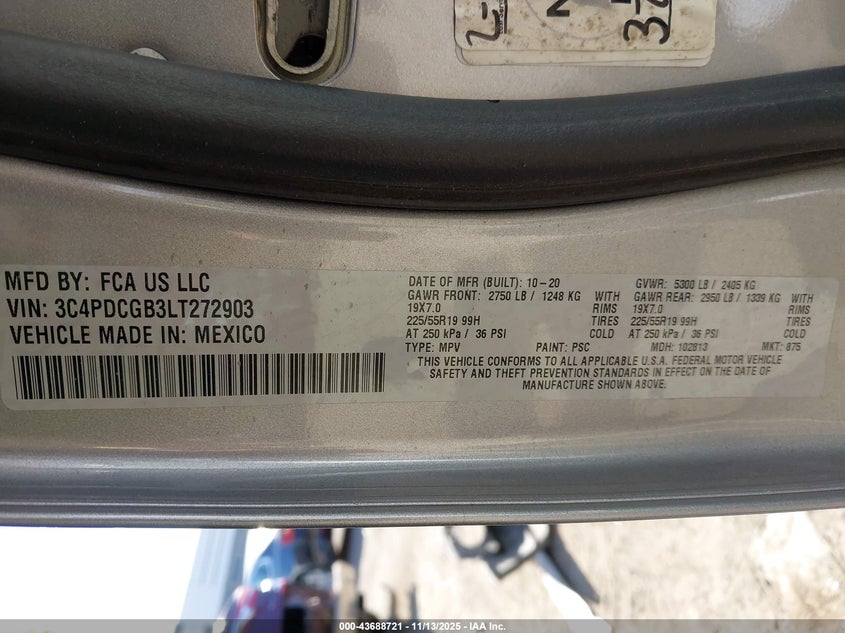 MFD BY: FCA US LLC
VIN: 3C4PDCGB3LT272903
VEHICLE MADE IN: MEXICO
DATE OF MFR (BUILT): 10-20 GVWR: 5300 LB / 2405 KG
GAWR FRONT: 2750 LB / 1248 KG WITH GAWR REAR: 2950 LB / 1339 KG WITH
19X7.0 RIMS 19X7.0 RIMS
225/55R19 99H TIRES 225/55R19 99H TIRES
AT 250 kPa / 36 PSI COLD AT 250 kPa / 36 PSI COLD
TYPE: MPV PAINT: PSC MDH: 102813 MKT: 875
THIS VEHICLE CONFORMS TO ALL APPLICABLE U.S.A. FEDERAL MOTOR VEHICLE
SAFETY AND THEFT PREVENTION STANDARDS IN EFFECT ON THE DATE OF
MANUFACTURE SHOWN ABOVE.
000-43688721 - 11/13/2025 - IAA Inc.